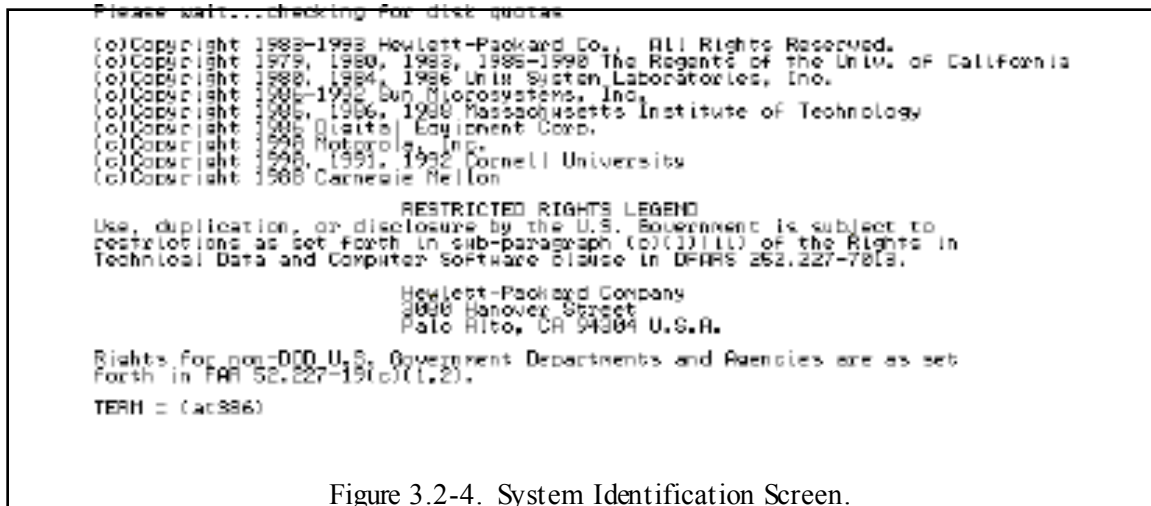 Please wait...checking for disk quotas
(c)Copyright 1983-1993 Hewlett-Packard Co., All Rights Reserved.
(c)Copyright 1979, 1980, 1983, 1985-1990 The Regents of the Univ. of California
(c)Copyright 1980, 1984, 1986 Unix System Laboratories, Inc.
(c)Copyright 1986-1992 Sun Microsystems, Inc.
(c)Copyright 1985, 1986, 1988 Massachusetts Institute of Technology
(c)Copyright 1986 Digital Equipment Corp.
(c)Copyright 1990 Motorola, Inc.
(c)Copyright 1990, 1991, 1992 Cornell University
(c)Copyright 1988 Carnegie Mellon
RESTRICTED RIGHTS LEGEND
Use, duplication, or disclosure by the U.S. Government is subject to
restrictions as set forth in sub-paragraph (c)(1)(ii) of the Rights in
Technical Data and Computer Software clause in DFARS 252.227-7013.
Hewlett-Packard Company
3000 Hanover Street
Palo Alto, CA 94304 U.S.A.
Rights for non-DOD U.S. Government Departments and Agencies are as set
forth in FAR 52.227-19(c)(1,2).
TERM = (at386)
Figure 3.2-4. System Identification Screen.